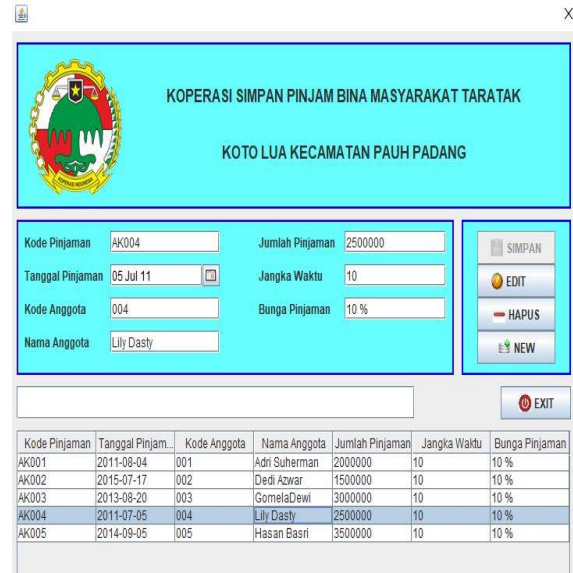 X
KOPERASI SIMPAN PINJAM BINA MASYARAKAT TARATAK
KOTO LUA KECAMATAN PAUH PADANG
KOPERASI INDONESIA
Kode Pinjaman AK004 Jumlah Pinjaman 2500000 SIMPAN
Tanggal Pinjaman 05 Jul 11 Jangka Waktu 10 EDIT
Kode Anggota 004 Bunga Pinjaman 10 % HAPUS
Nama Anggota Lily Dasty NEW
EXIT
Kode Pinjaman Tanggal Pinjam... Kode Anggota Nama Anggota Jumlah Pinjaman Jangka Waktu Bunga Pinjaman
AK001 2011-08-04 001 Adri Suherman 2000000 10 10 %
AK002 2015-07-17 002 Dedi Azwar 1500000 10 10 %
AK003 2013-08-20 003 GomelaDewi 3000000 10 10 %
AK004 2011-07-05 004 Lily Dasty 2500000 10 10 %
AK005 2014-09-05 005 Hasan Basri 3500000 10 10 %